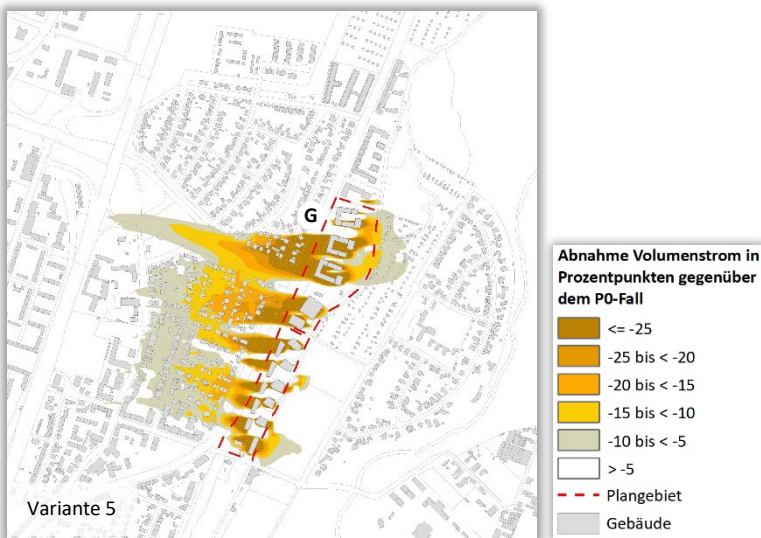 G
Variante 5
Abnahme Volumenstrom in
Prozentpunkten gegenüber
dem P0-Fall
<= -25
-25 bis < -20
-20 bis < -15
-15 bis < -10
-10 bis < -5
> -5
Plangebiet
Gebäude